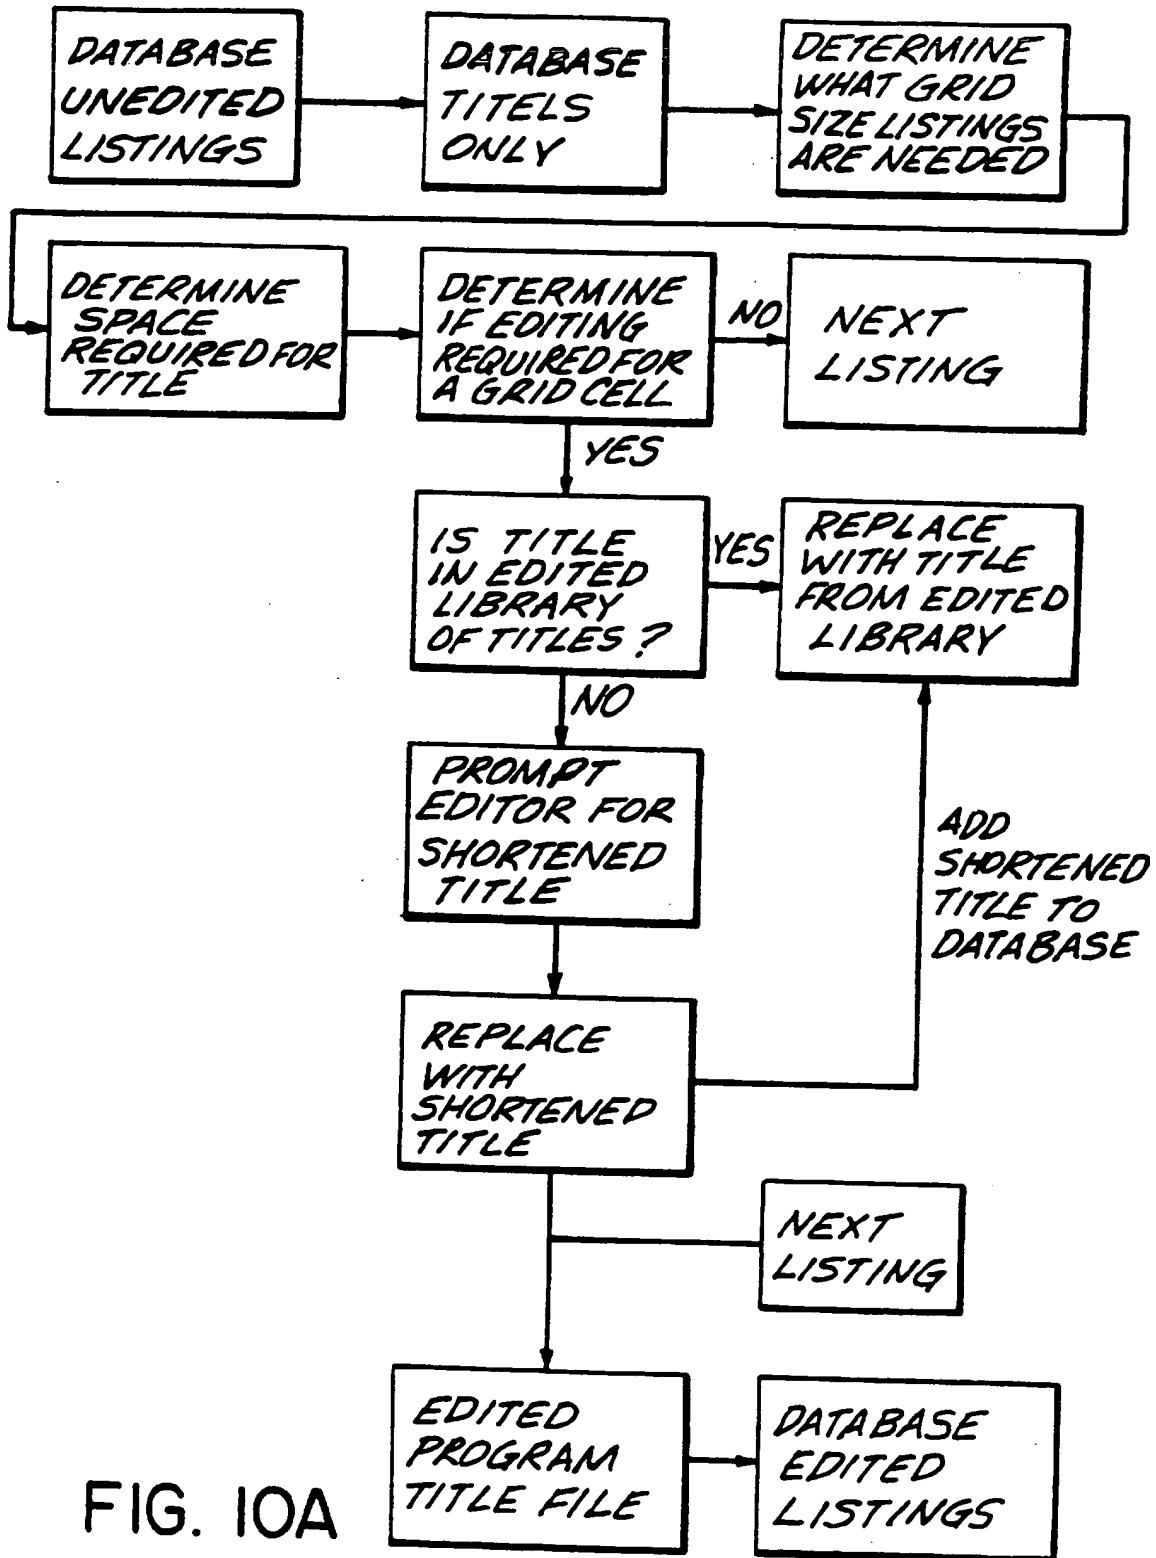 DATABASE
UNEDITED
LISTINGS
DATABASE
TITELS
ONLY
DETERMINE
WHAT GRID
SIZE LISTINGS
ARE NEEDED
DETERMINE
SPACE
REQUIRED FOR
TITLE
DETERMINE
IF EDITING
REQUIRED FOR
A GRID CELL
NO
NEXT
LISTING
YES
IS TITLE
IN EDITED
LIBRARY
OF TITLES?
YES
REPLACE
WITH TITLE
FROM EDITED
LIBRARY
NO
PROMPT
EDITOR FOR
SHORTENED
TITLE
ADD
SHORTENED
TITLE TO
DATABASE
REPLACE
WITH
SHORTENED
TITLE
NEXT
LISTING
EDITED
PROGRAM
TITLE FILE
DATABASE
EDITED
LISTINGS
FIG. 10A